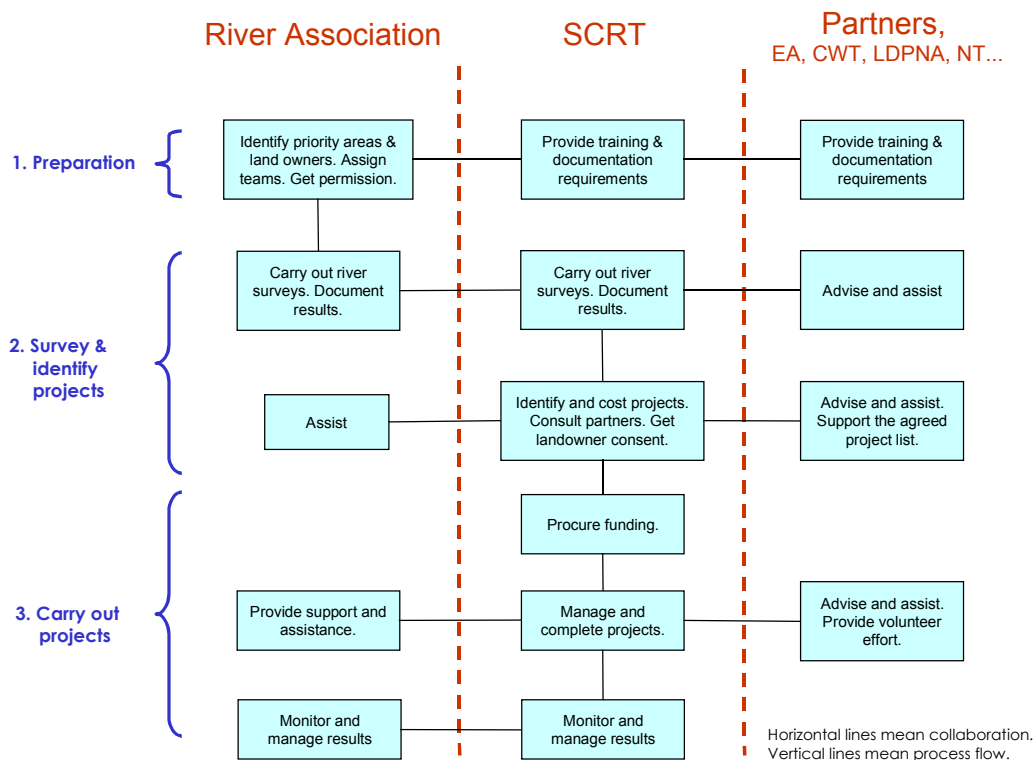 River Association
SCRT
Partners,
EA, CWT, LDPNA, NT...
1. Preparation
Identify priority areas &
land owners. Assign
teams. Get permission.
Provide training &
documentation
requirements
Provide training &
documentation
requirements
2. Survey &
identify
projects
Carry out river
surveys. Document
results.
Carry out river
surveys. Document
results.
Advise and assist
Assist
Identify and cost projects.
Consult partners. Get
landowner consent.
Advise and assist.
Support the agreed
project list.
3. Carry out
projects
Procure funding.
Provide support and
assistance.
Manage and
complete projects.
Advise and assist.
Provide volunteer
effort.
Monitor and
manage results
Monitor and
manage results
Horizontal lines mean collaboration.
Vertical lines mean process flow.